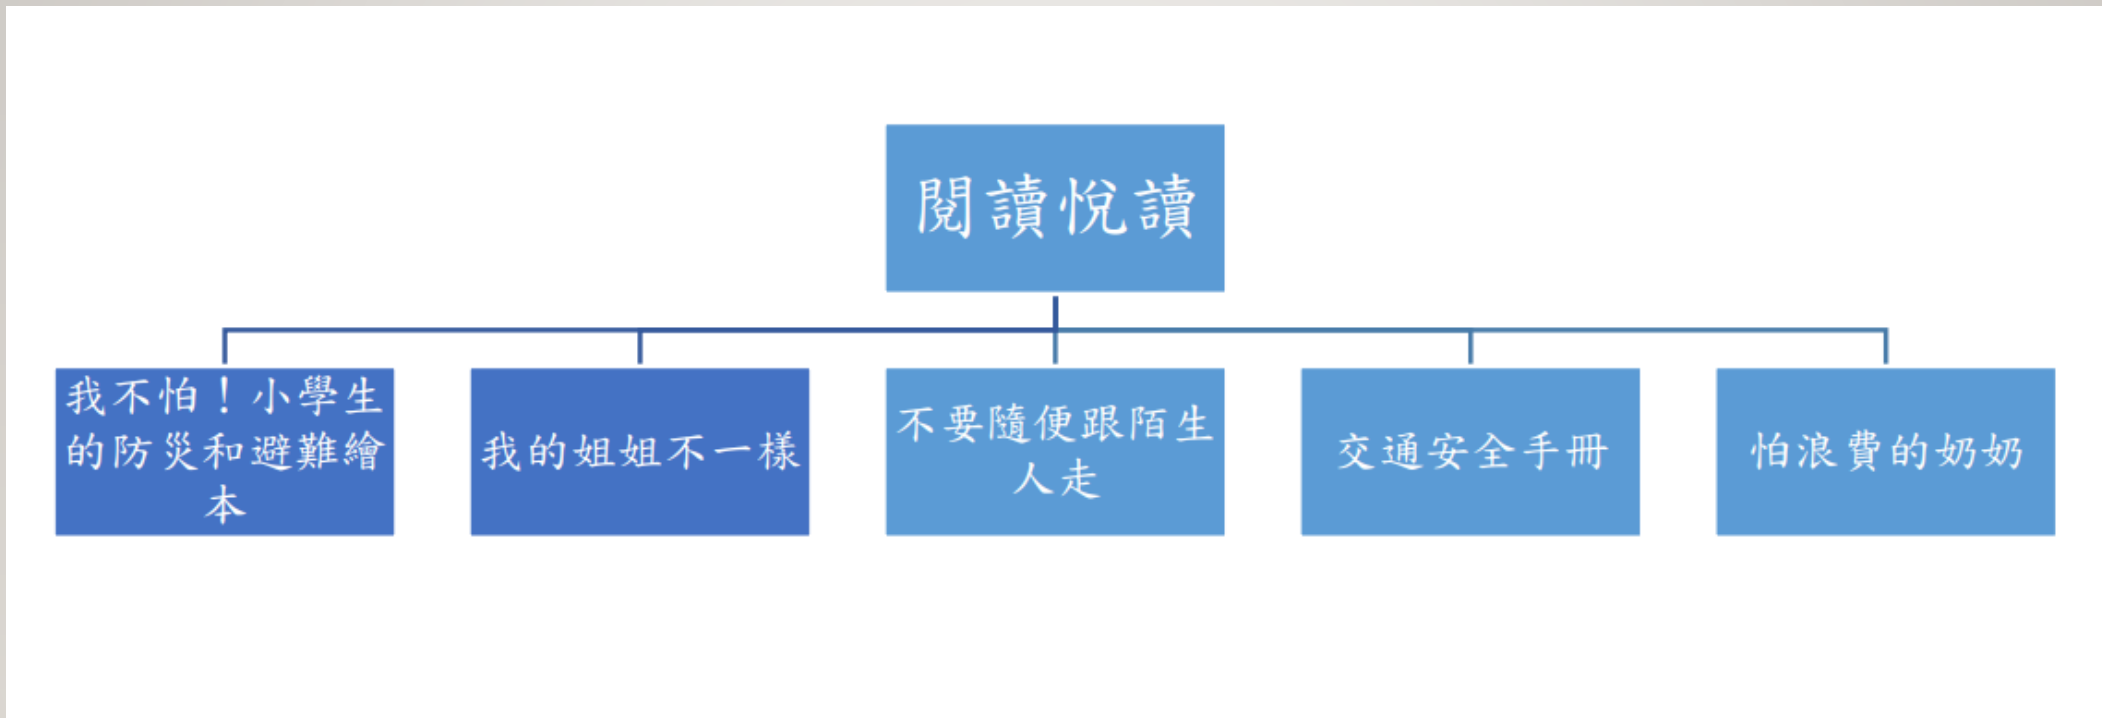 閱讀悅讀
我不怕！小學生
的防災和避難繪
本
我的姐姐不一樣
不要隨便跟陌生
人走
交通安全手冊
怕浪費的奶奶